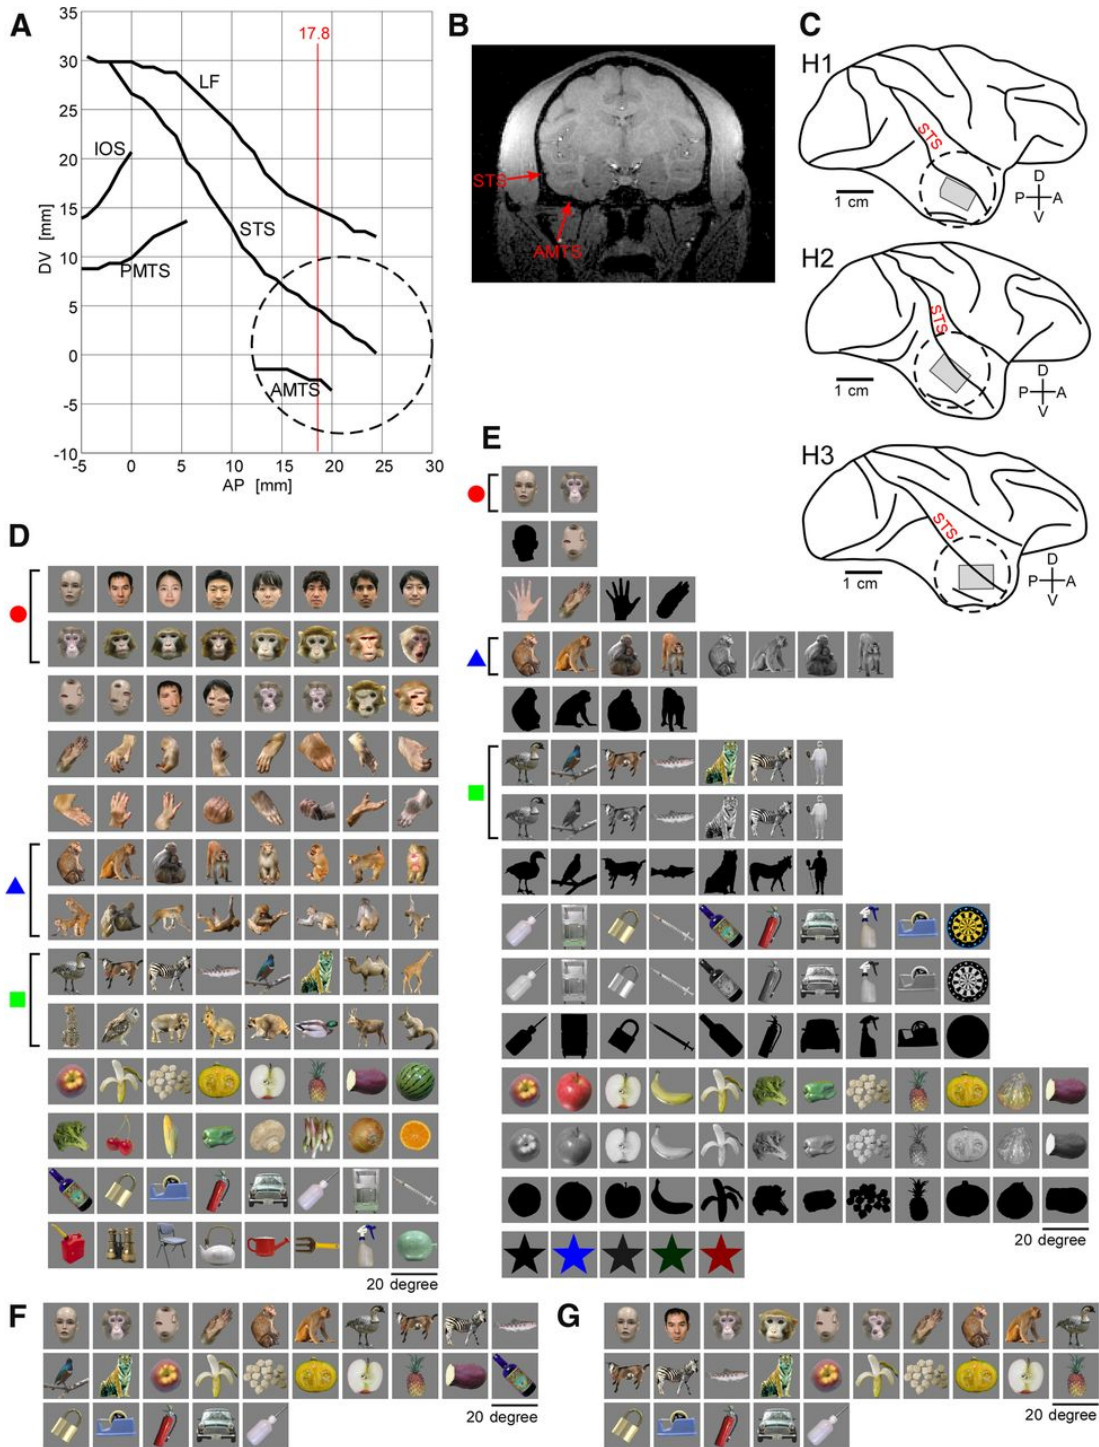 A
35
30
25
20
15
10
5
0
-5
-10
DV [mm]
-5 0 5 10 15 20 25 30
AP [mm]
17.8
LF
IOS
STS
PMTS
AMTS
B
STS
AMTS
C
H1
STS
1 cm
D
P A
V
H2
STS
1 cm
D
P A
V
H3
STS
1 cm
D
P A
V
D
20 degree
E
20 degree
F
20 degree
G
20 degree